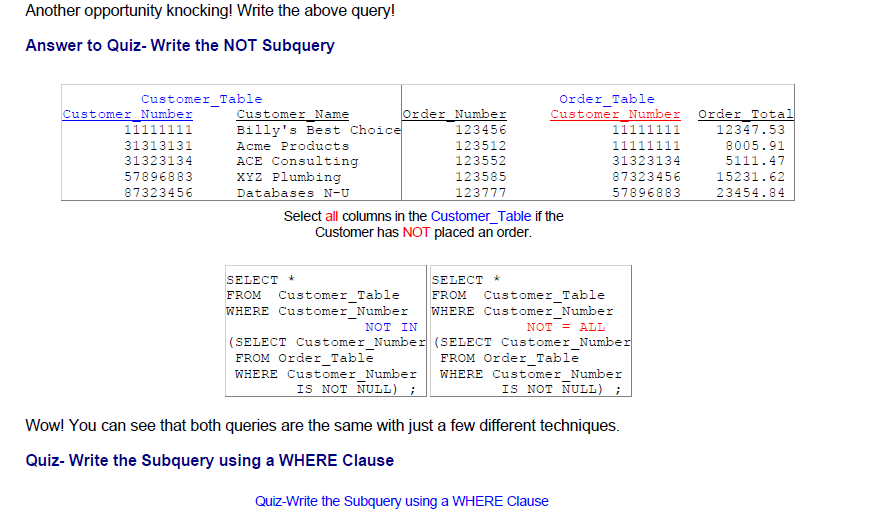 Another opportunity knocking! Write the above query!
Answer to Quiz- Write the NOT Subquery
Customer_Table Order_Table
Customer_Number Customer_Name Order_Number Customer_Number Order_Total
11111111 Billy's Best Choice 123456 11111111 12347.53
31313131 Acme Products 123512 11111111 8005.91
31323134 ACE Consulting 123552 31323134 5111.47
57896883 XYZ Plumbing 123585 87323456 15231.62
87323456 Databases N-U 123777 57896883 23454.84
Select all columns in the Customer_Table if the
Customer has NOT placed an order.
SELECT *
FROM Customer_Table
WHERE Customer_Number
NOT IN
(SELECT Customer_Number
FROM Order_Table
WHERE Customer_Number
IS NOT NULL) ;
SELECT *
FROM Customer_Table
WHERE Customer_Number
NOT = ALL
(SELECT Customer_Number
FROM Order_Table
WHERE Customer_Number
IS NOT NULL) ;
Wow! You can see that both queries are the same with just a few different techniques.
Quiz- Write the Subquery using a WHERE Clause
Quiz-Write the Subquery using a WHERE Clause